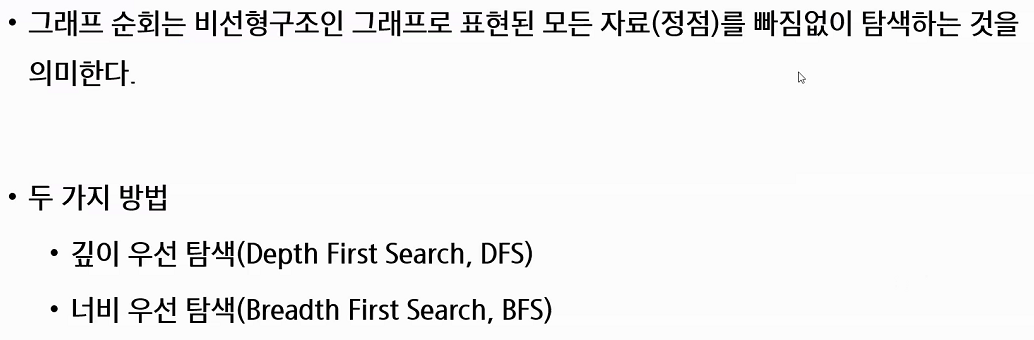 • 그래프 순회는 비선형구조인 그래프로 표현된 모든 자료(정점)를 빠짐없이 탐색하는 것을
의미한다.
• 두 가지 방법
• 깊이 우선 탐색(Depth First Search, DFS)
• 너비 우선 탐색(Breadth First Search, BFS)